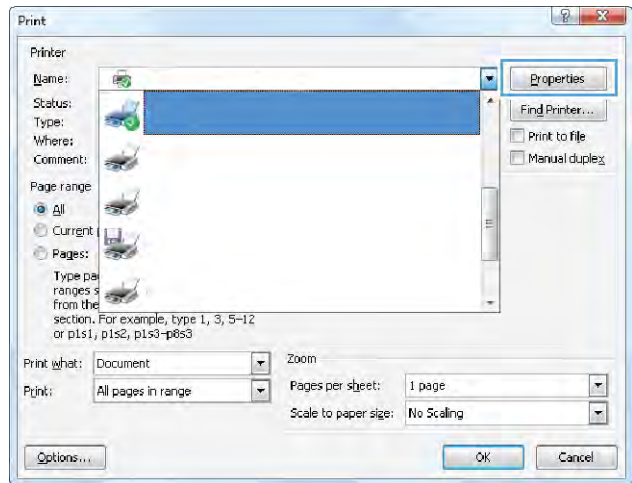 Print
Printer
Name:
Properties
Status:
Find Printer...
Type:
Where:
Print to file
Comment:
Manual duplex
Page range
All
Current
Pages:
Type
ranges
from the
section. For example, type 1, 3, 5–12
or p1s1, p1s2, p1s3–p8s3
Print what: Document
Zoom
Print: All pages in range
Pages per sheet: 1 page
Scale to paper size: No Scaling
Options...
OK
Cancel